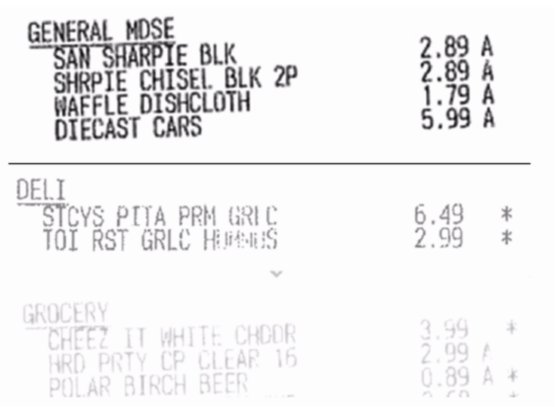 GENERAL MDSE
SAN SHARPIE BLK 2.89 A
SHRPIE CHISEL BLK 2P 2.89 A
WAFFLE DISHCLOTH 1.79 A
DIECAST CARS 5.99 A
DELI
STCYS PITA PRM GRLC 6.49 *
TOI RST GRLC HUMMUS 2.99 *
GROCERY
CHEEZ IT WHITE CHDDR 3.99 *
HRD PRTY CP CLEAR 16 2.99 A
POLAR BIRCH BEER 0.89 A *